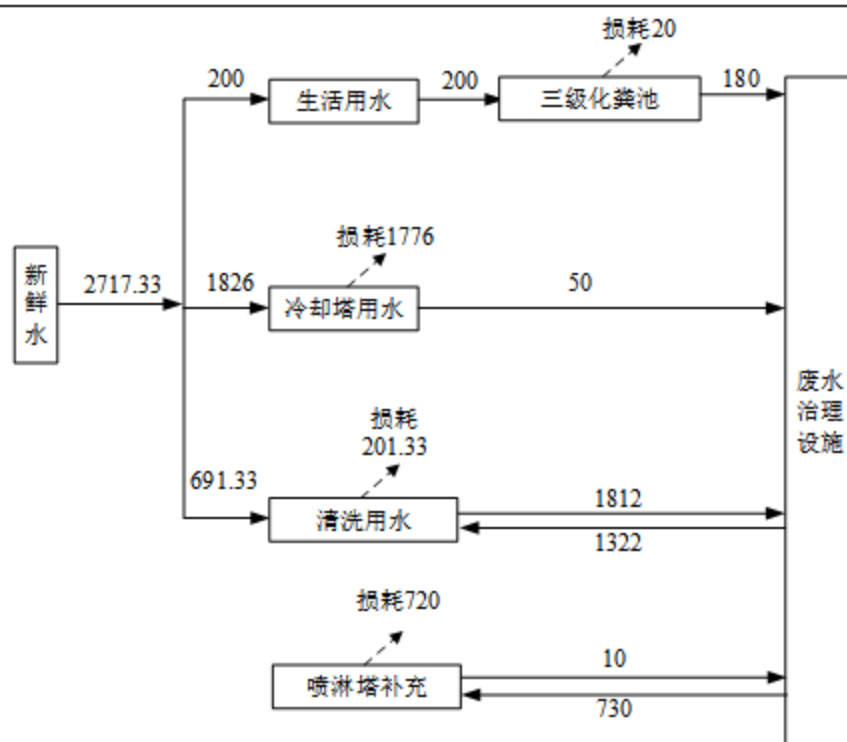 损耗20
200
生活用水
200
三级化粪池
180
损耗1776
新鲜水
2717.33
1826
冷却塔用水
50
废水
治理
设施
损耗
201.33
691.33
清洗用水
1812
1322
损耗720
喷淋塔补充
10
730